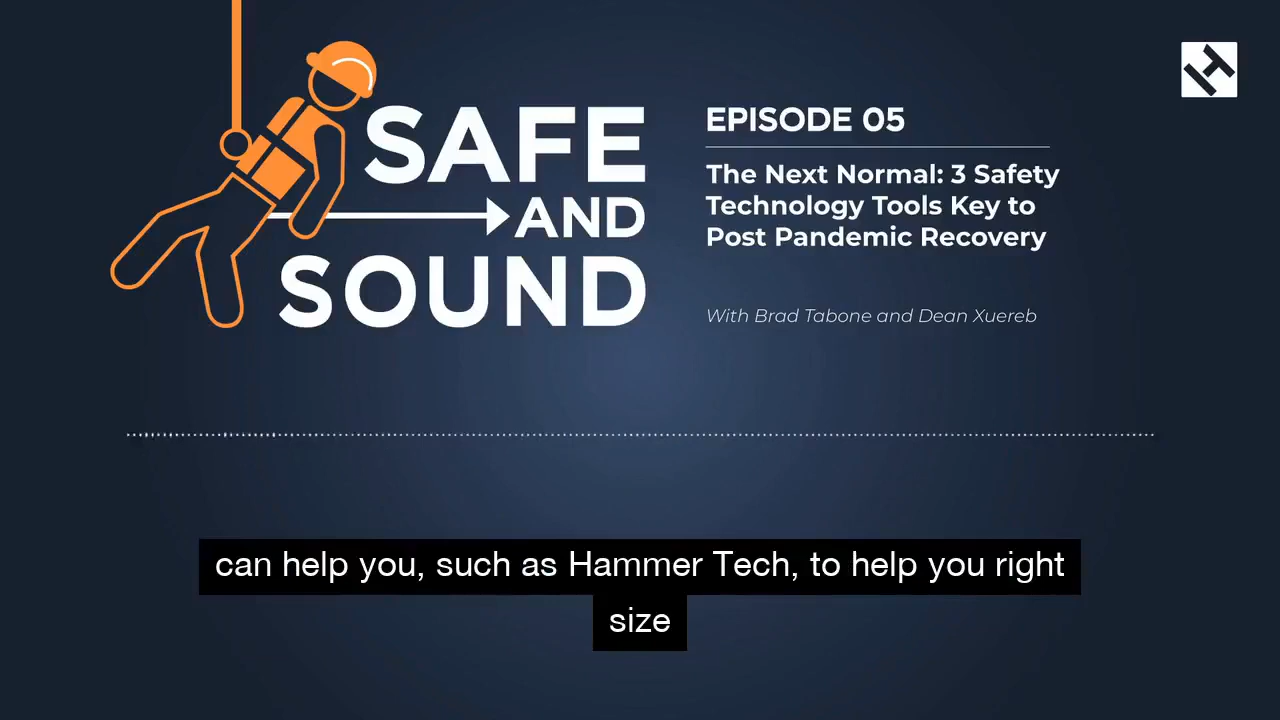 SAFE
AND
SOUND
EPISODE 05
The Next Normal: 3 Safety
Technology Tools Key to
Post Pandemic Recovery
With Brad Tabone and Dean Xuereb
can help you, such as Hammer Tech, to help you right
size